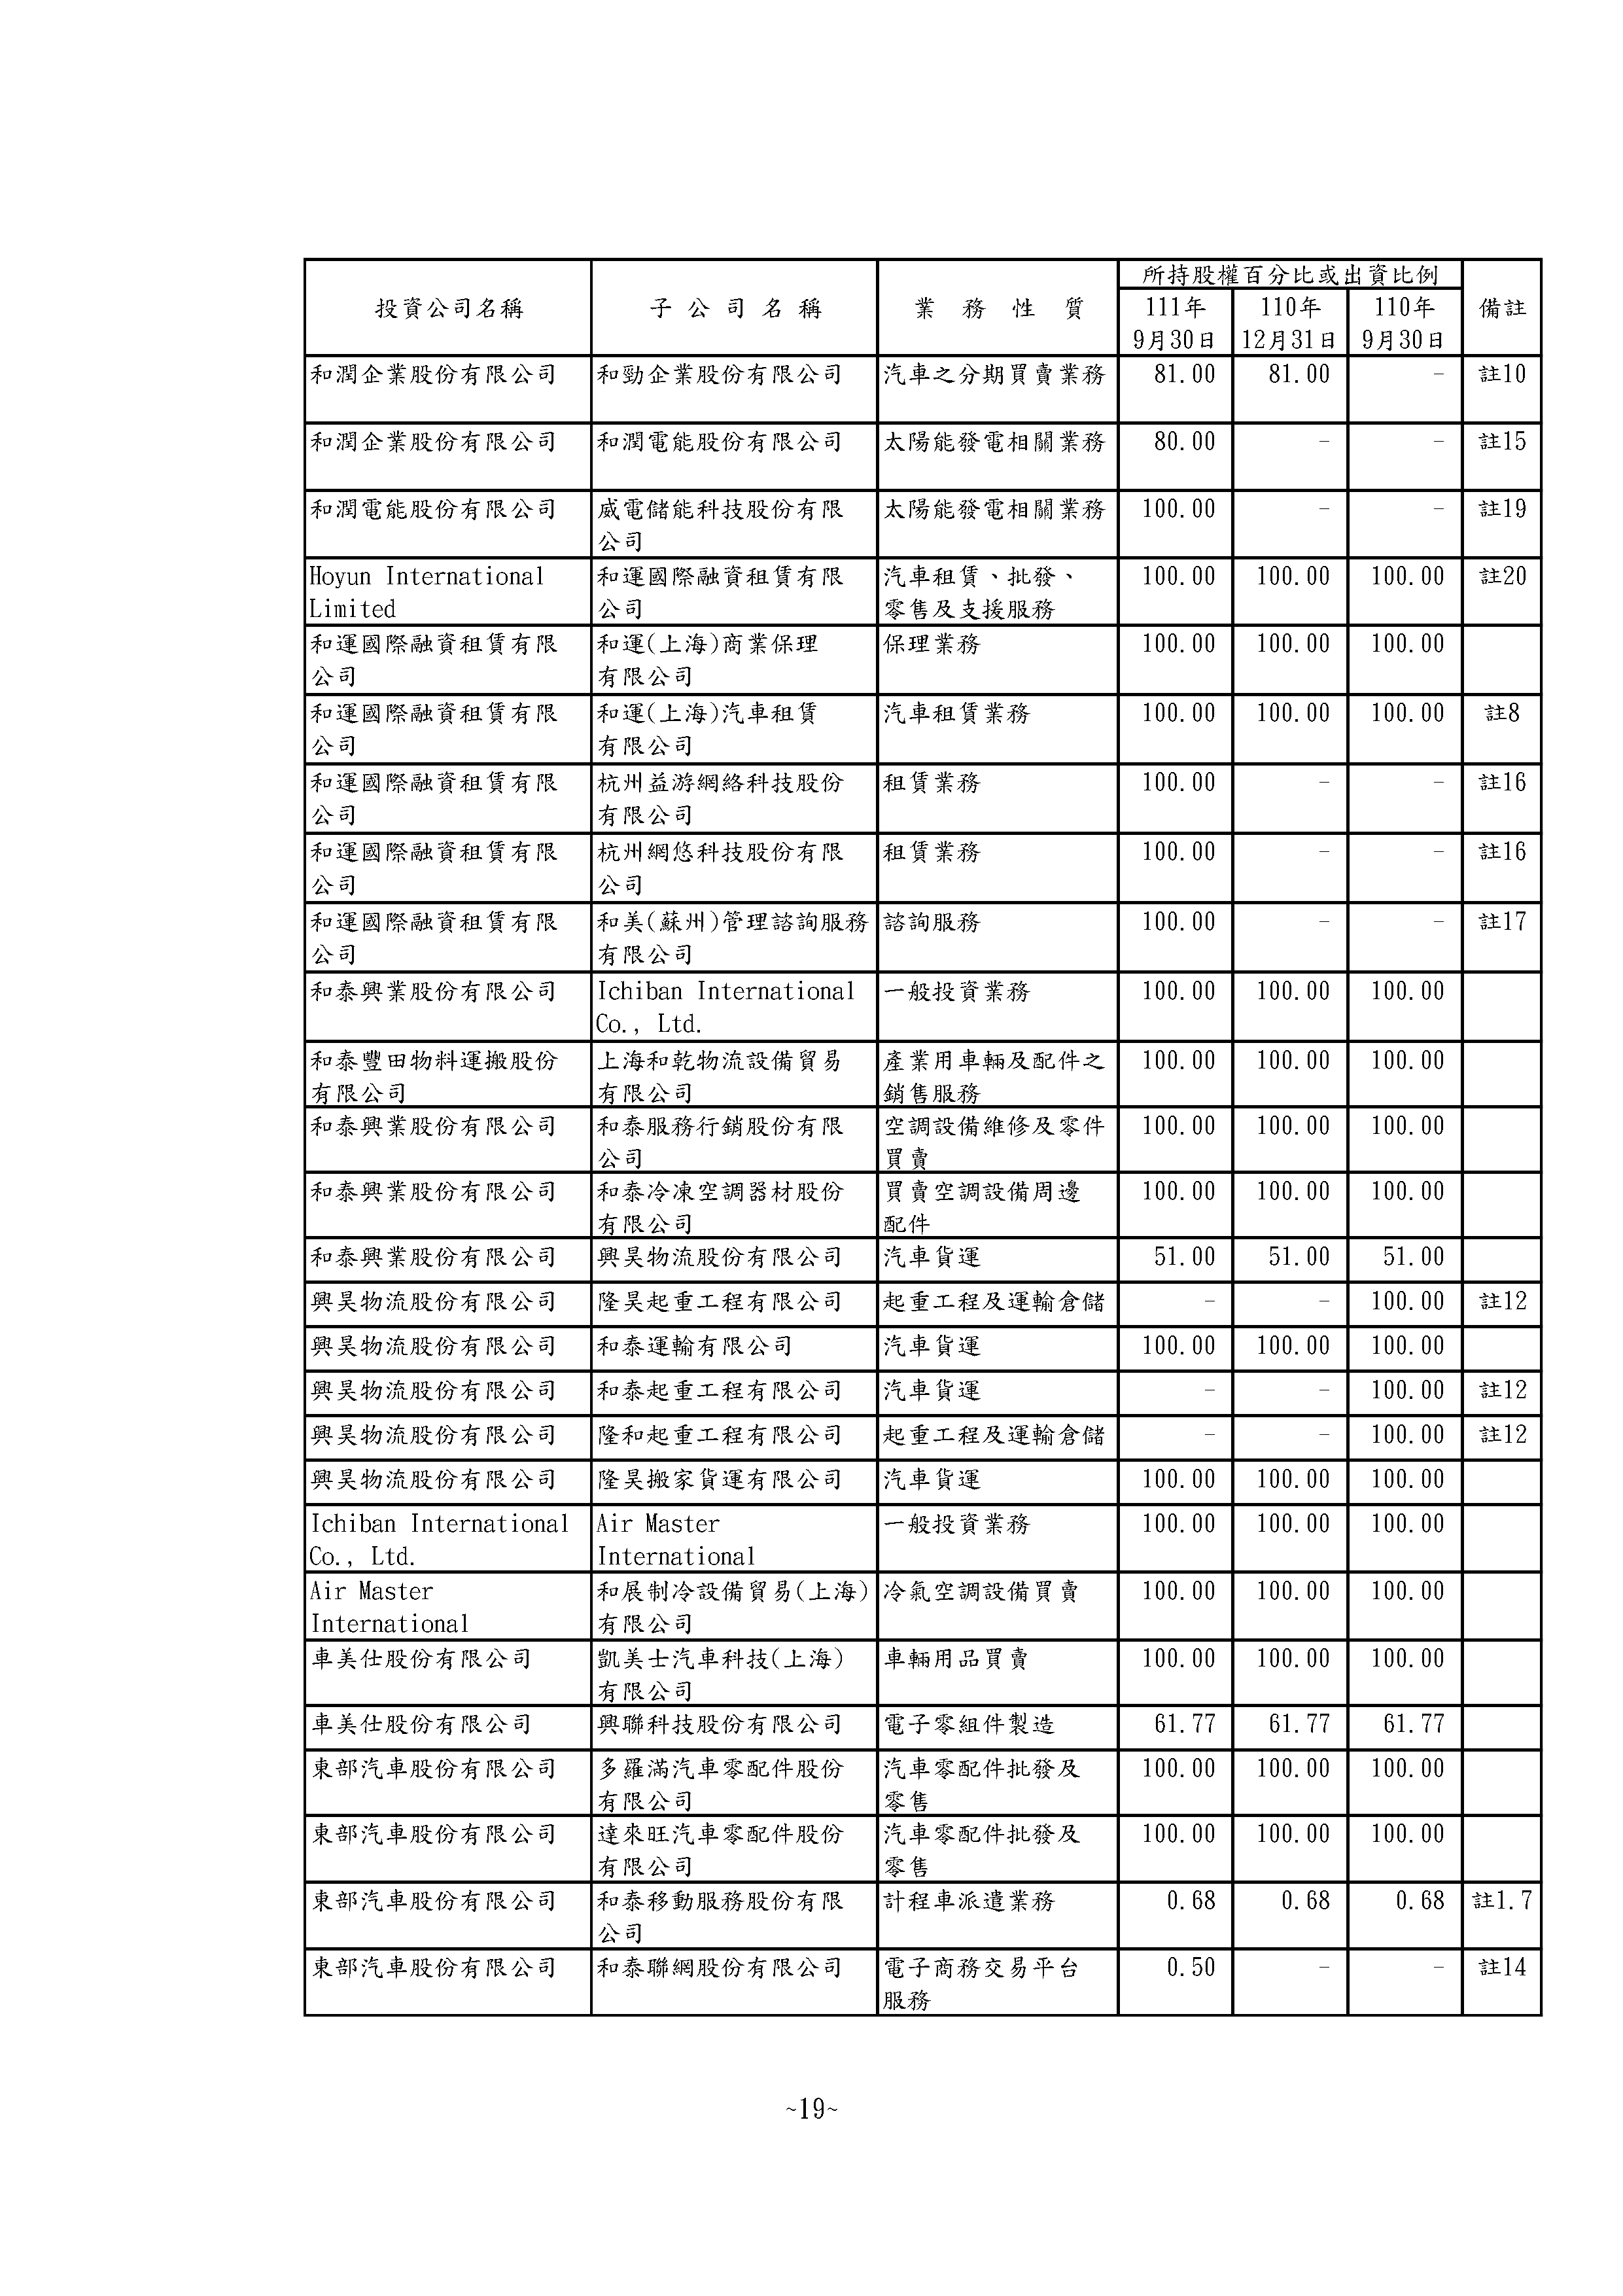 所持股權百分比或出資比例
投資公司名稱 子公司名稱 業務性質 111年 110年 110年 備註
9月30日 12月31日 9月30日
和潤企業股份有限公司 和勁企業股份有限公司 汽車之分期買賣業務 81.00 81.00 - 註10
和潤企業股份有限公司 和潤電能股份有限公司 太陽能發電相關業務 80.00 - - 註15
和潤電能股份有限公司 威電儲能科技股份有限 太陽能發電相關業務 100.00 - - 註19
公司
Hoyun International 和運國際融資租賃有限 汽車租賃、批發、 100.00 100.00 100.00 註20
Limited 公司 零售及支援服務
和運國際融資租賃有限 和運(上海)商業保理 保理業務 100.00 100.00 100.00
公司 有限公司
和運國際融資租賃有限 和運(上海)汽車租賃 汽車租賃業務 100.00 100.00 100.00 註8
公司 有限公司
和運國際融資租賃有限 杭州益游網絡科技股份 租賃業務 100.00 - - 註16
公司 有限公司
和運國際融資租賃有限 杭州網悠科技股份有限 租賃業務 100.00 - - 註16
公司 公司
和運國際融資租賃有限 和美(蘇州)管理諮詢服務 諮詢服務 100.00 - - 註17
公司 有限公司
和泰興業股份有限公司 Ichiban International 一般投資業務 100.00 100.00 100.00
Co., Ltd.
和泰豐田物料運搬股份 上海和乾物流設備貿易 產業用車輛及配件之 100.00 100.00 100.00
有限公司 有限公司 銷售服務
和泰興業股份有限公司 和泰服務行銷股份有限 空調設備維修及零件 100.00 100.00 100.00
公司 買賣
和泰興業股份有限公司 和泰冷凍空調器材股份 買賣空調設備周邊 100.00 100.00 100.00
有限公司 配件
和泰興業股份有限公司 興昊物流股份有限公司 汽車貨運 51.00 51.00 51.00
興昊物流股份有限公司 隆昊起重工程有限公司 起重工程及運輸倉儲 - - 100.00 註12
興昊物流股份有限公司 和泰運輸有限公司 汽車貨運 100.00 100.00 100.00
興昊物流股份有限公司 和泰起重工程有限公司 汽車貨運 - - 100.00 註12
興昊物流股份有限公司 隆和起重工程有限公司 起重工程及運輸倉儲 - - 100.00 註12
興昊物流股份有限公司 隆昊搬家貨運有限公司 汽車貨運 100.00 100.00 100.00
Ichiban International Air Master 一般投資業務 100.00 100.00 100.00
Co., Ltd. International
Air Master 和展制冷設備貿易(上海) 冷氣空調設備買賣 100.00 100.00 100.00
International 有限公司
車美仕股份有限公司 凱美士汽車科技(上海) 車輛用品買賣 100.00 100.00 100.00
有限公司
車美仕股份有限公司 興聯科技股份有限公司 電子零組件製造 61.77 61.77 61.77
東部汽車股份有限公司 多羅滿汽車零配件股份 汽車零配件批發及 100.00 100.00 100.00
有限公司 零售
東部汽車股份有限公司 達來旺汽車零配件股份 汽車零配件批發及 100.00 100.00 100.00
有限公司 零售
東部汽車股份有限公司 和泰移動服務股份有限 計程車派遣業務 0.68 0.68 0.68 註1.7
公司
東部汽車股份有限公司 和泰聯網股份有限公司 電子商務交易平台 0.50 - - 註14
服務
~19~